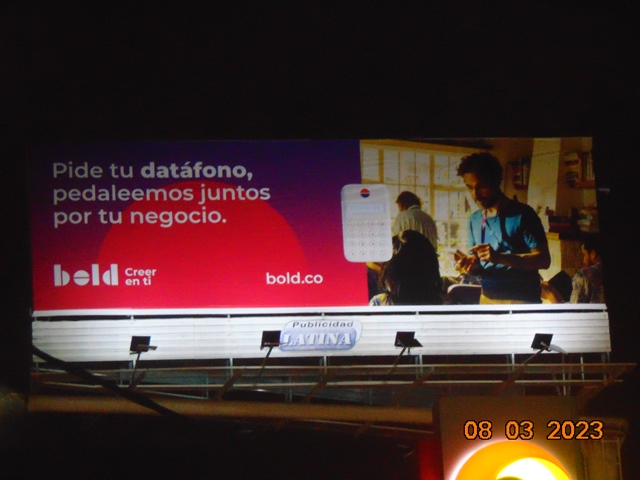 Pide tu datáfono,
pedaleemos juntos
por tu negocio.
bold Creer
en ti
bold.co
Publicidad
LATINA
08 03 2023